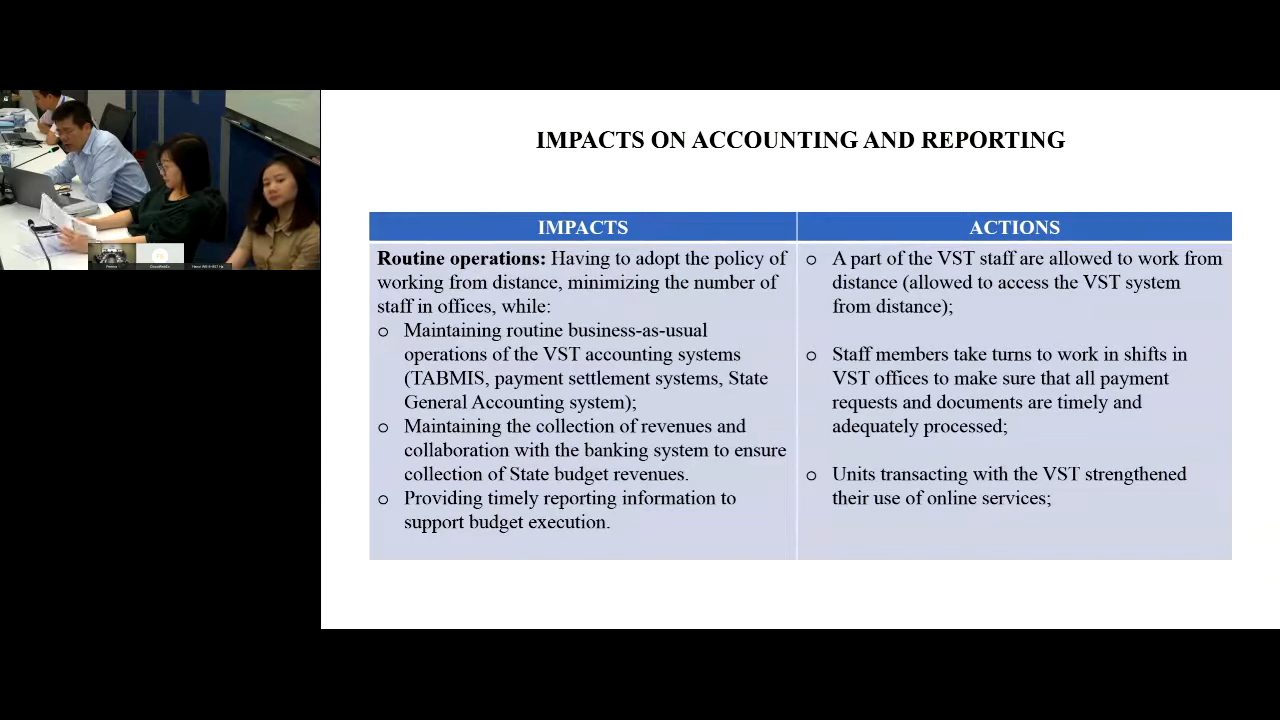 IMPACTS ON ACCOUNTING AND REPORTING
IMPACTS
ACTIONS
Routine operations: Having to adopt the policy of
working from distance, minimizing the number of
staff in offices, while:
o Maintaining routine business-as-usual
operations of the VST accounting systems
(TABMIS, payment settlement systems, State
General Accounting system);
o Maintaining the collection of revenues and
collaboration with the banking system to ensure
collection of State budget revenues.
o Providing timely reporting information to
support budget execution.
o A part of the VST staff are allowed to work from
distance (allowed to access the VST system
from distance);
o Staff members take turns to work in shifts in
VST offices to make sure that all payment
requests and documents are timely and
adequately processed;
o Units transacting with the VST strengthened
their use of online services;